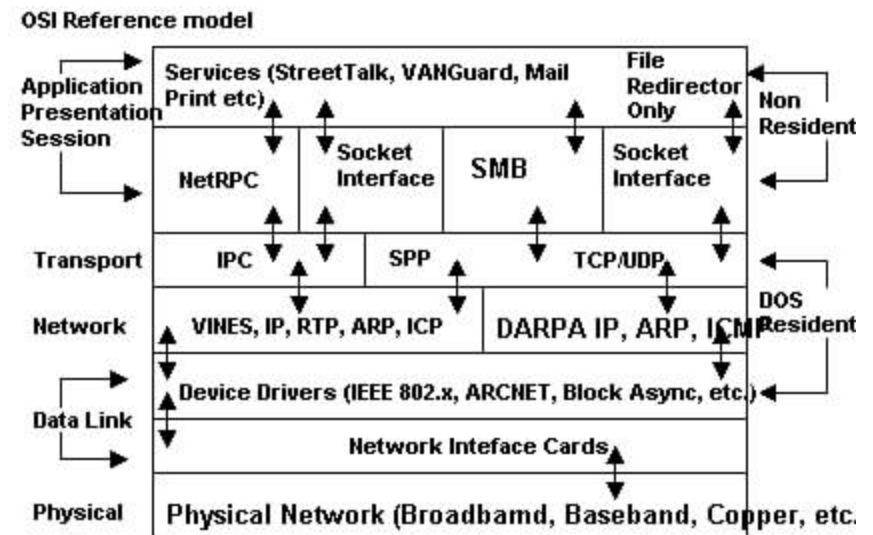 OSI Reference model
Services (StreetTalk, VANGuard, Mail
Print etc)
File
Redirector
Only
Application
Presentation
Session
Non
Resident
NetRPC
Socket
Interface
SMB
Socket
Interface
Transport
IPC
SPP
TCP/UDP
DOS
Resident
Network
VINES, IP, RTP, ARP, ICP
DARPA IP, ARP, ICMP
Device Drivers (IEEE 802.x, ARCNET, Block Async, etc.)
Data Link
Network Inteface Cards
Physical
Physical Network (Broadbamd, Baseband, Copper, etc.